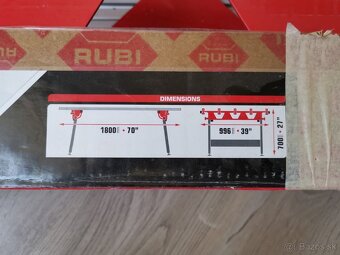 RUBI
RUBI
DIMENSIONS
1800 · 70"
996 · 39"
700 · 27"
© Bazos.sk